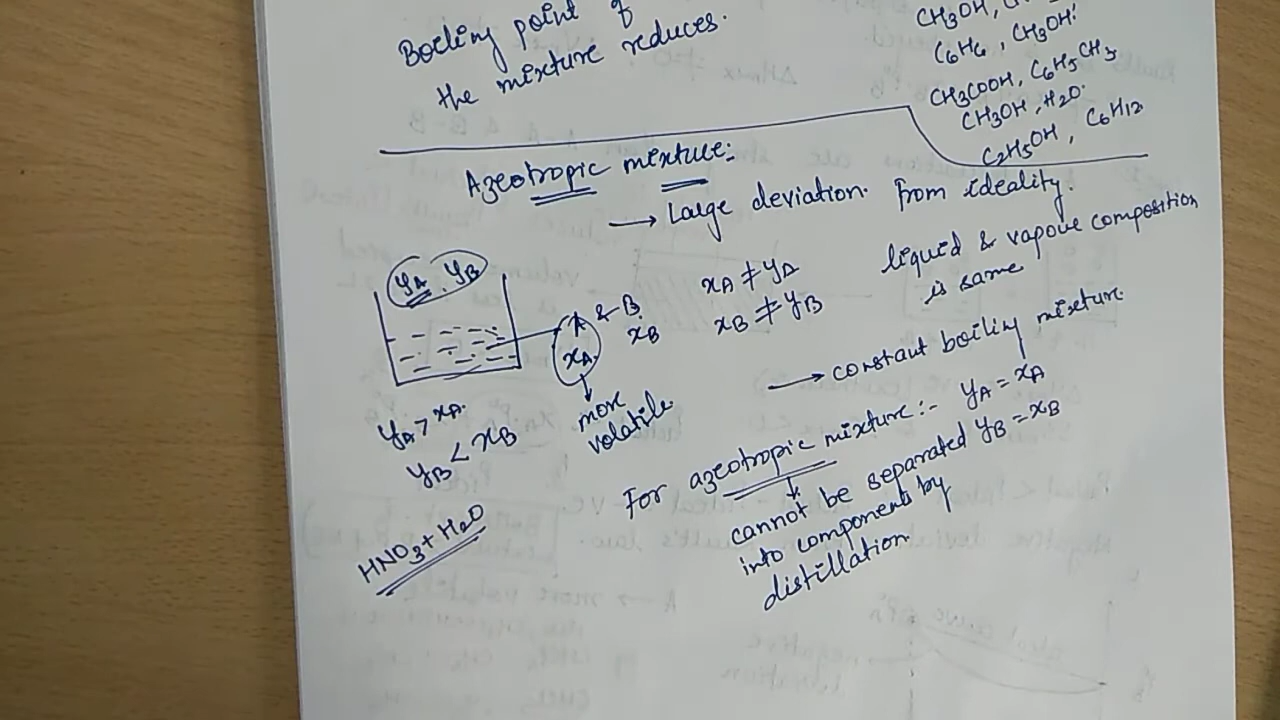 Boiling point of
the mixture reduces.
CH3OH,
C6H6, CH3OH
CH3COOH, C6H5CH3
CH3OH, H2O
C2H5OH, C6H12
Azeotropic mixture:
→ Large deviation from ideality.
yA, yB
A & B
xA xB
more
volatile
xA ≠ yA
xB ≠ yB
liquid & vapour composition
is same
→ constant boiling mixture.
yA > xA
yB < xB
For azeotropic mixture:- yA = xA
yB = xB
cannot be separated
into components by
distillation.
HNO3 + H2O